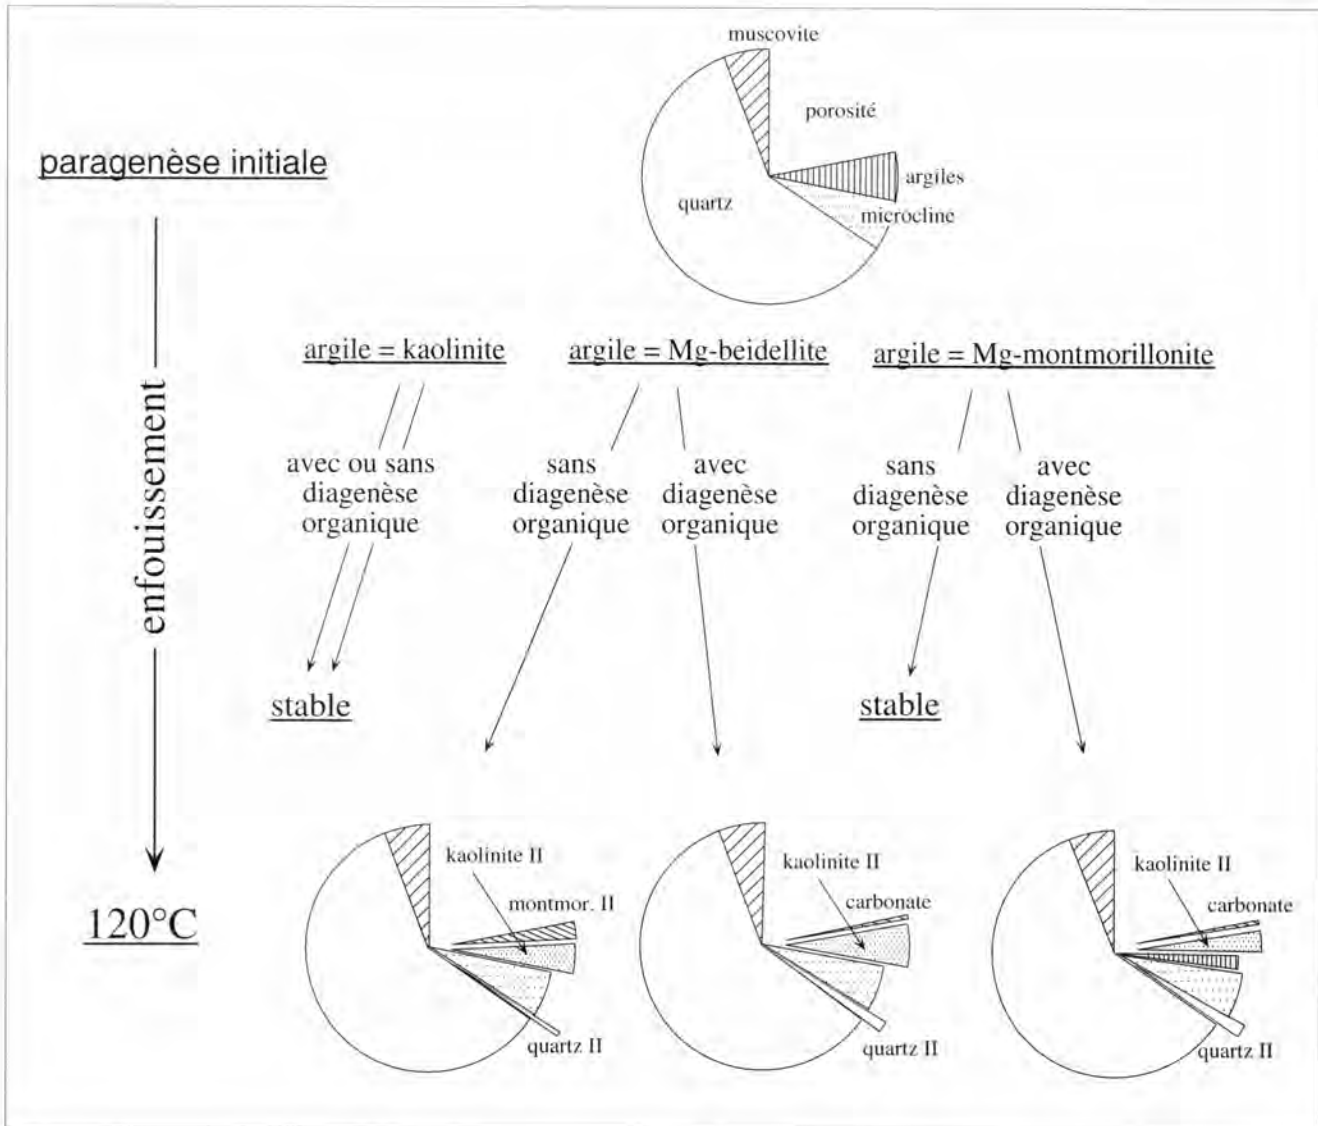 muscovite
porosité
paragenèse initiale
argiles
quartz
microcline
argile = kaolinite
argile = Mg-beidellite
argile = Mg-montmorillonite
enfouissement
avec ou sans
diagenèse
organique
sans
diagenèse
organique
avec
diagenèse
organique
sans
diagenèse
organique
avec
diagenèse
organique
stable
stable
120°C
kaolinite II
montmor. II
quartz II
kaolinite II
carbonate
quartz II
kaolinite II
carbonate
quartz II